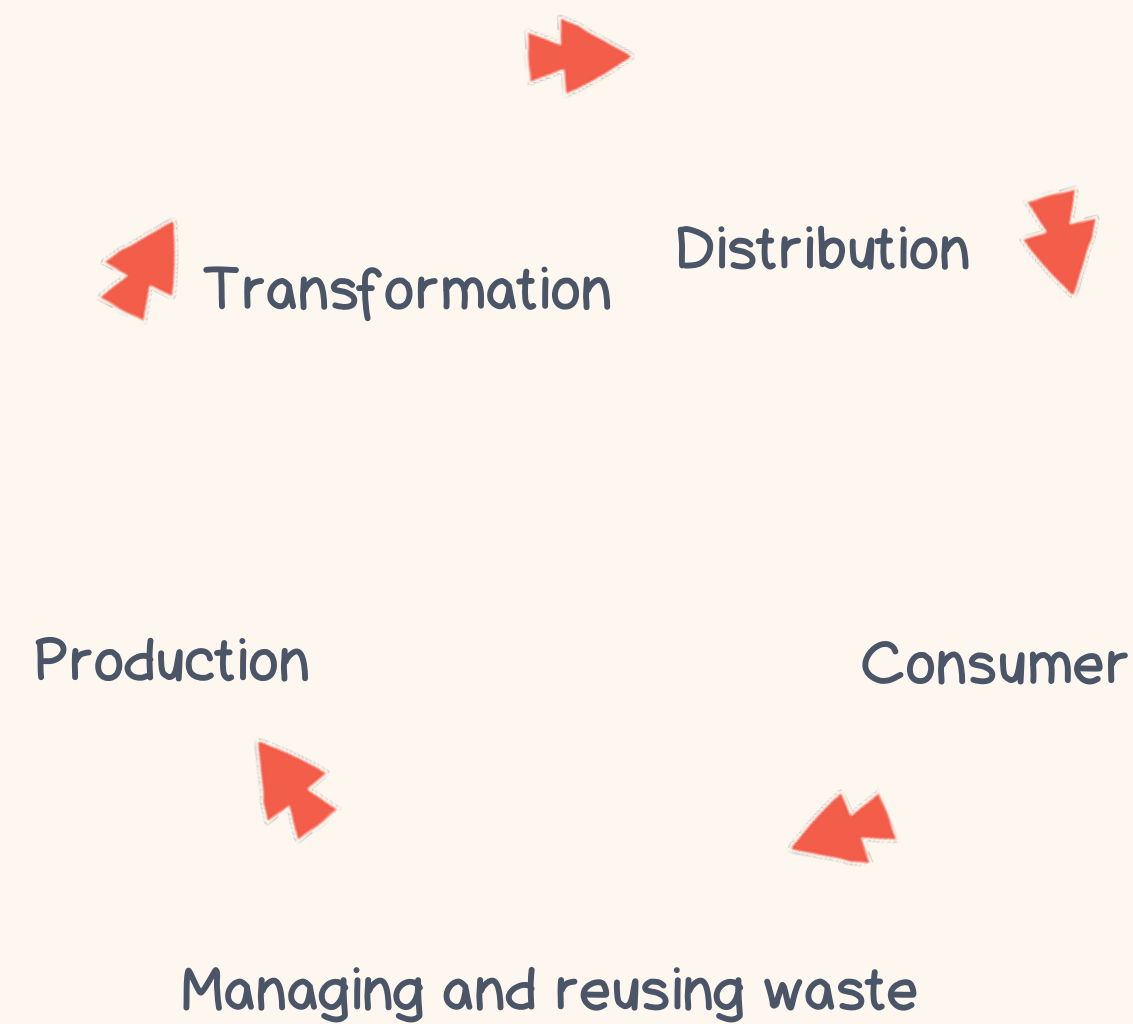 Distribution
Transformation
Production
Consumer
Managing and reusing waste